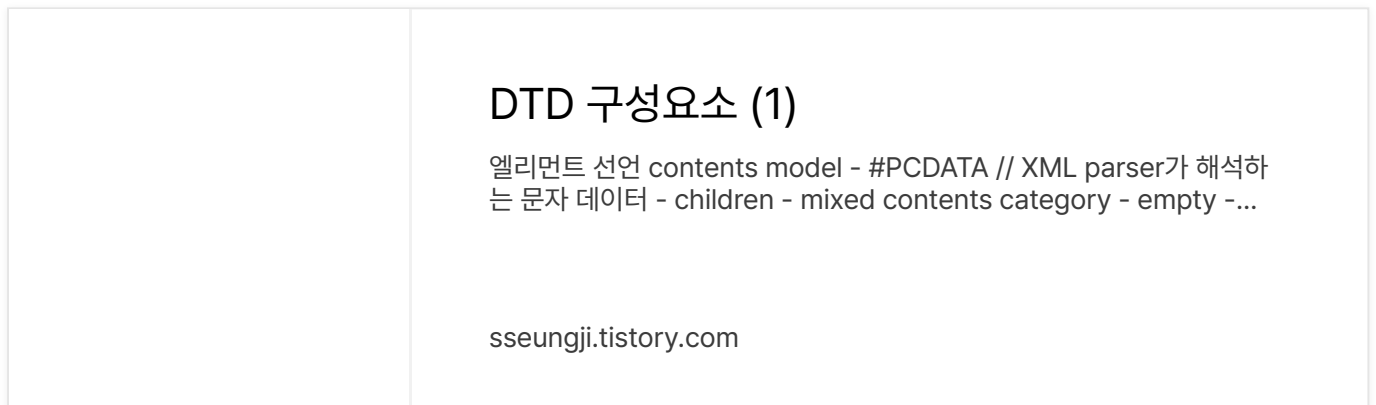 DTD 구성요소 (1)
엘리먼트 선언 contents model - #PCDATA // XML parser가 해석하
는 문자 데이터 - children - mixed contents category - empty -...
sseungji.tistory.com